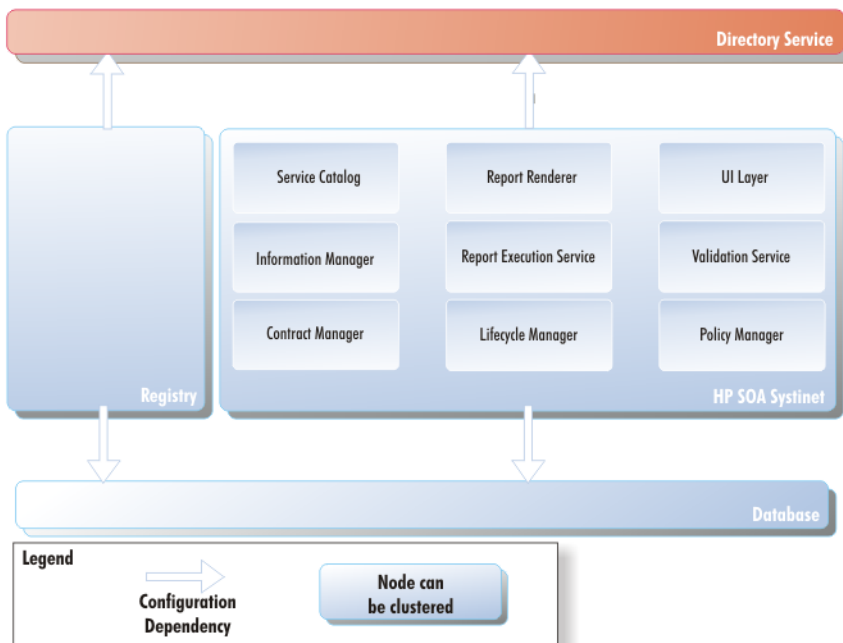 Directory Service
Service Catalog
Report Renderer
UI Layer
Information Manager
Report Execution Service
Validation Service
Contract Manager
Lifecycle Manager
Policy Manager
Registry
HP SOA Systinet
Database
Legend
Configuration
Dependency
Node can
be clustered